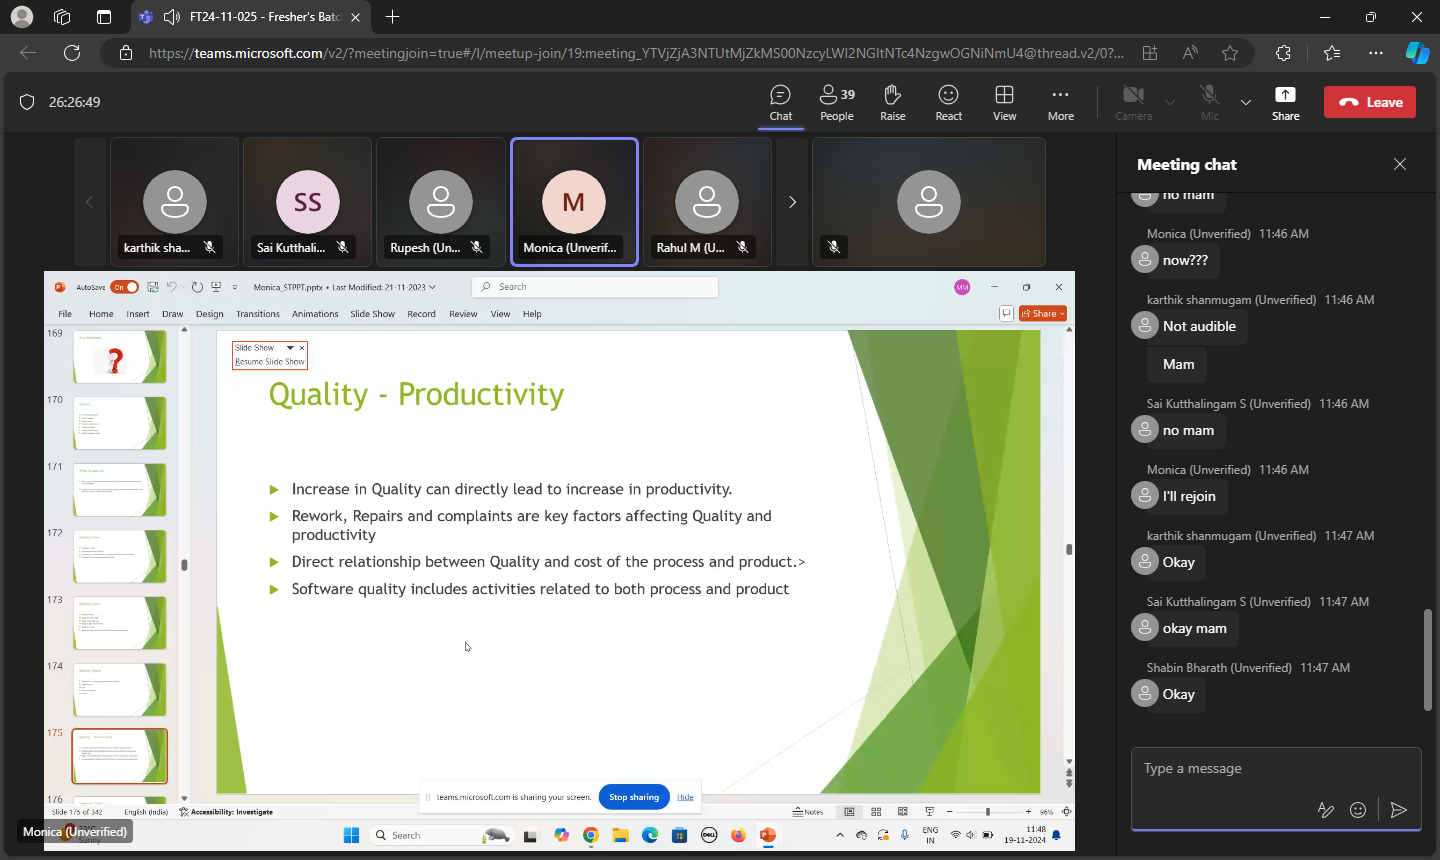 FT24-11-025 - Fresher's Batc
https://teams.microsoft.com/v2/?meetingjoin=true#/l/meetup-join/19:meeting_YTVjZjA3NTUtMjZkMS00NzcyLWI2NGItNTc4NzgwOGNiNmU4@thread.v2/0?...
26:26:49
Chat
39
People
Raise
React
View
More
Camera
Mic
Share
Leave
karthik sha...
SS
Sai Kutthali...
Rupesh (Un...
M
Monica (Unverif...
Rahul M (U...
AutoSave
On
Monica_STPPT.pptx • Last Modified: 21-11-2023
Search
MM
File Home Insert Draw Design Transitions Animations Slide Show Record Review View Help
Share
169
170
171
172
173
174
175
176
Slide Show
Resume Slide Show
Quality - Productivity
Increase in Quality can directly lead to increase in productivity.
Rework, Repairs and complaints are key factors affecting Quality and
productivity
Direct relationship between Quality and cost of the process and product.>
Software quality includes activities related to both process and product
teams.microsoft.com is sharing your screen.
Stop sharing
Hide
Slide 175 of 342
English (India)
Accessibility: Investigate
Notes
96%
Monica (Unverified)
Sunny
Search
DELL
ENG
IN
11:48
19-11-2024
Meeting chat
no mam
Monica (Unverified) 11:46 AM
now???
karthik shanmugam (Unverified) 11:46 AM
Not audible
Mam
Sai Kutthalingam S (Unverified) 11:46 AM
no mam
Monica (Unverified) 11:46 AM
I'll rejoin
karthik shanmugam (Unverified) 11:47 AM
Okay
Sai Kutthalingam S (Unverified) 11:47 AM
okay mam
Shabin Bharath (Unverified) 11:47 AM
Okay
Type a message